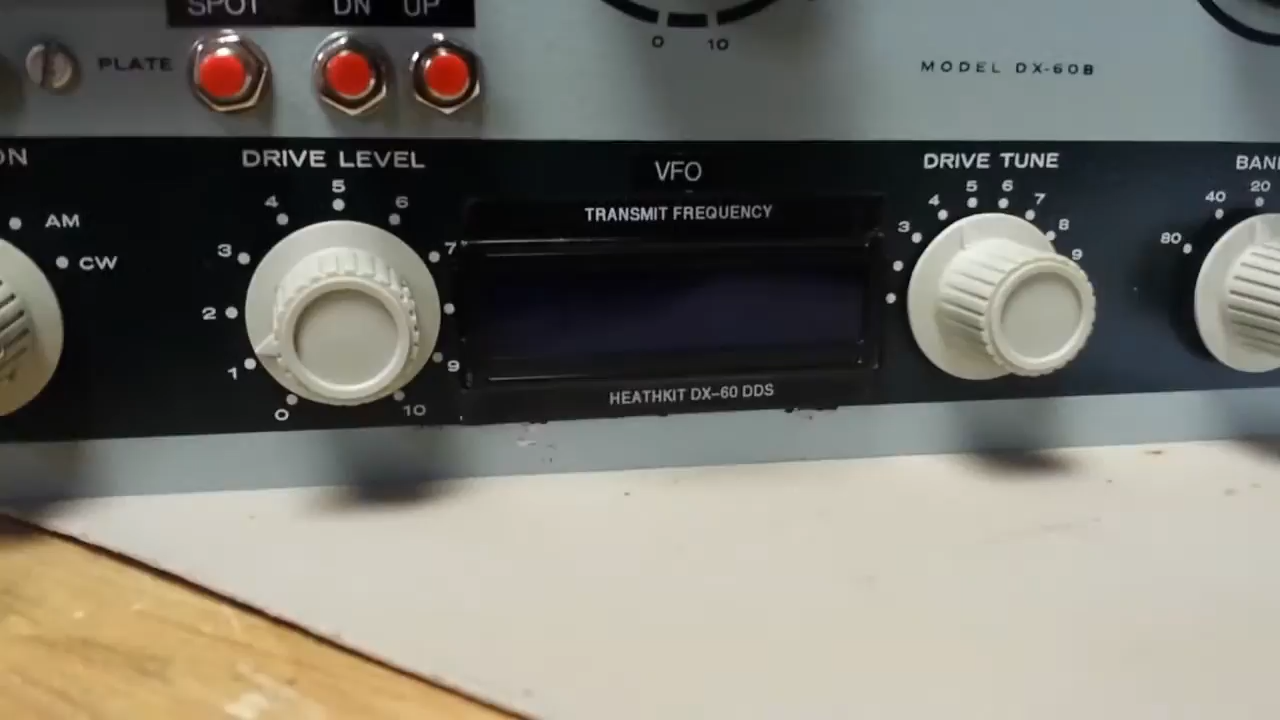 SPOT DN UP
0 10
PLATE
MODEL DX-60B
DRIVE LEVEL
VFO
DRIVE TUNE
AM
CW
0 1 2 3 4 5 6 7 9 10
TRANSMIT FREQUENCY
3 4 5 6 7 8 9
80 40 20
HEATHKIT DX-60 DDS